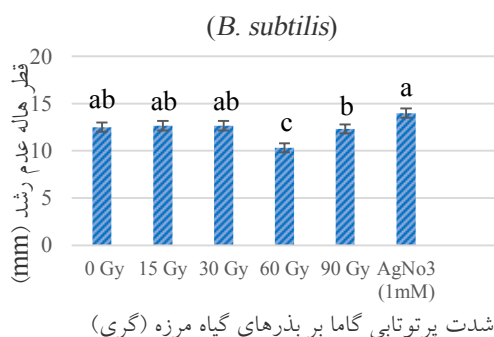 (B. subtilis)
قطر هاله عدم رشد (mm)
20
15
10
5
0
ab
ab
ab
c
b
a
0 Gy
15 Gy
30 Gy
60 Gy
90 Gy
AgNo3
(1mM)
شدت پرتوتابی گاما بر بذرهای گیاه مرزه (گری)